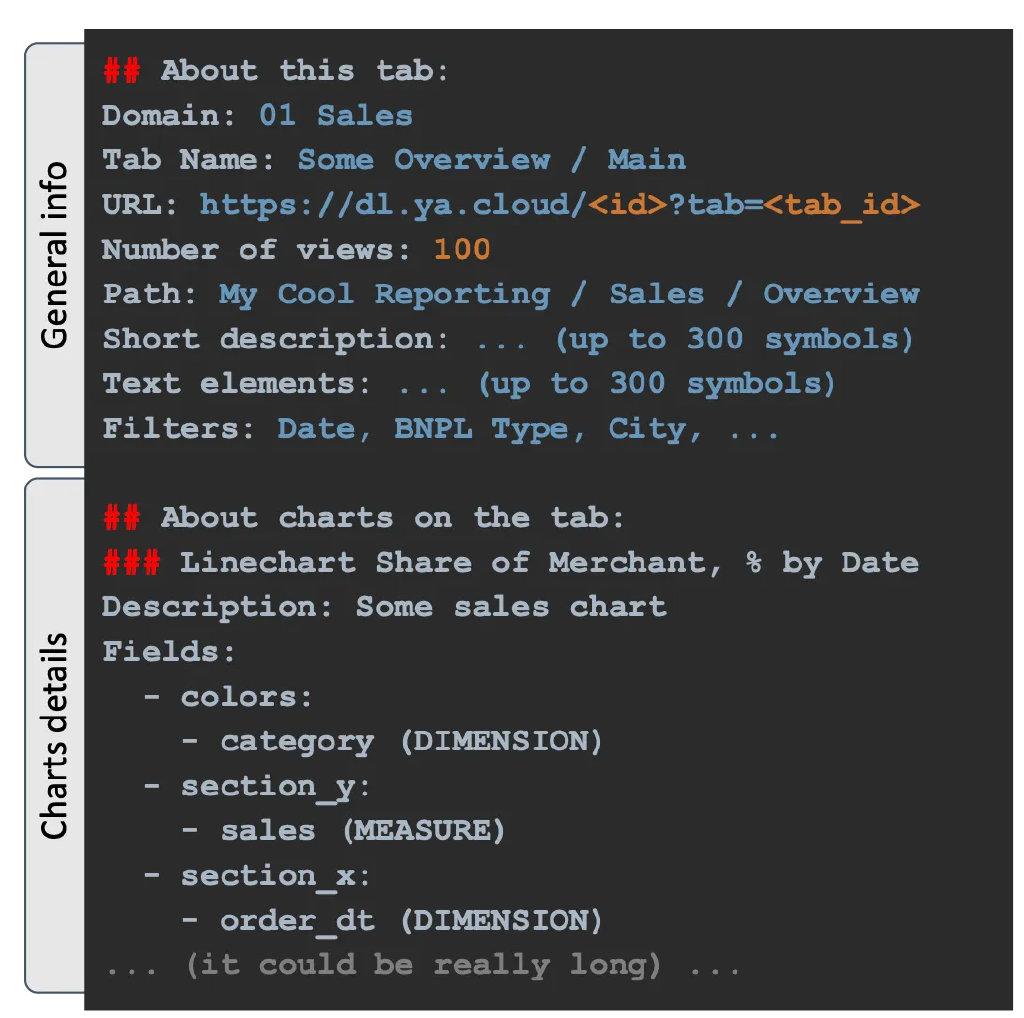 General info
## About this tab:
Domain: 01 Sales
Tab Name: Some Overview / Main
URL: https://dl.ya.cloud/<id>?tab=<tab_id>
Number of views: 100
Path: My Cool Reporting / Sales / Overview
Short description: ... (up to 300 symbols)
Text elements: ... (up to 300 symbols)
Filters: Date, BNPL Type, City, ...
Charts details
## About charts on the tab:
### Linechart Share of Merchant, % by Date
Description: Some sales chart
Fields:
  - colors:
    - category (DIMENSION)
  - section_y:
    - sales (MEASURE)
  - section_x:
    - order_dt (DIMENSION)
... (it could be really long) ...